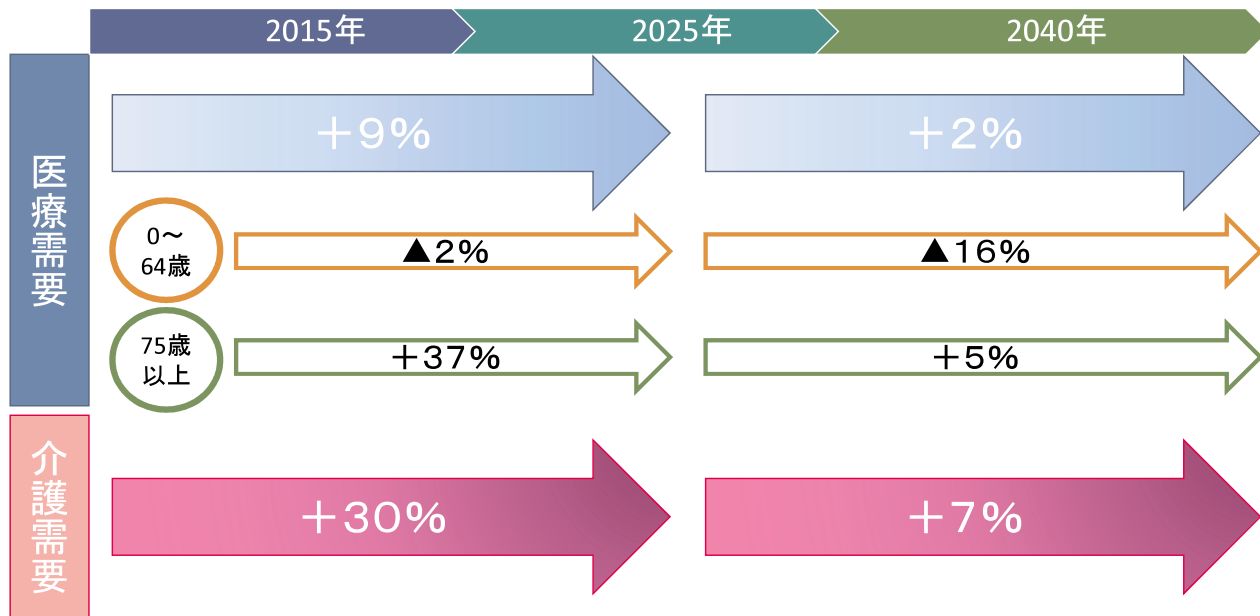 2015年
2025年
2040年
医療需要
+9%
+2%
0～
64歳
▲2%
▲16%
75歳
以上
+37%
+5%
介護需要
+30%
+7%